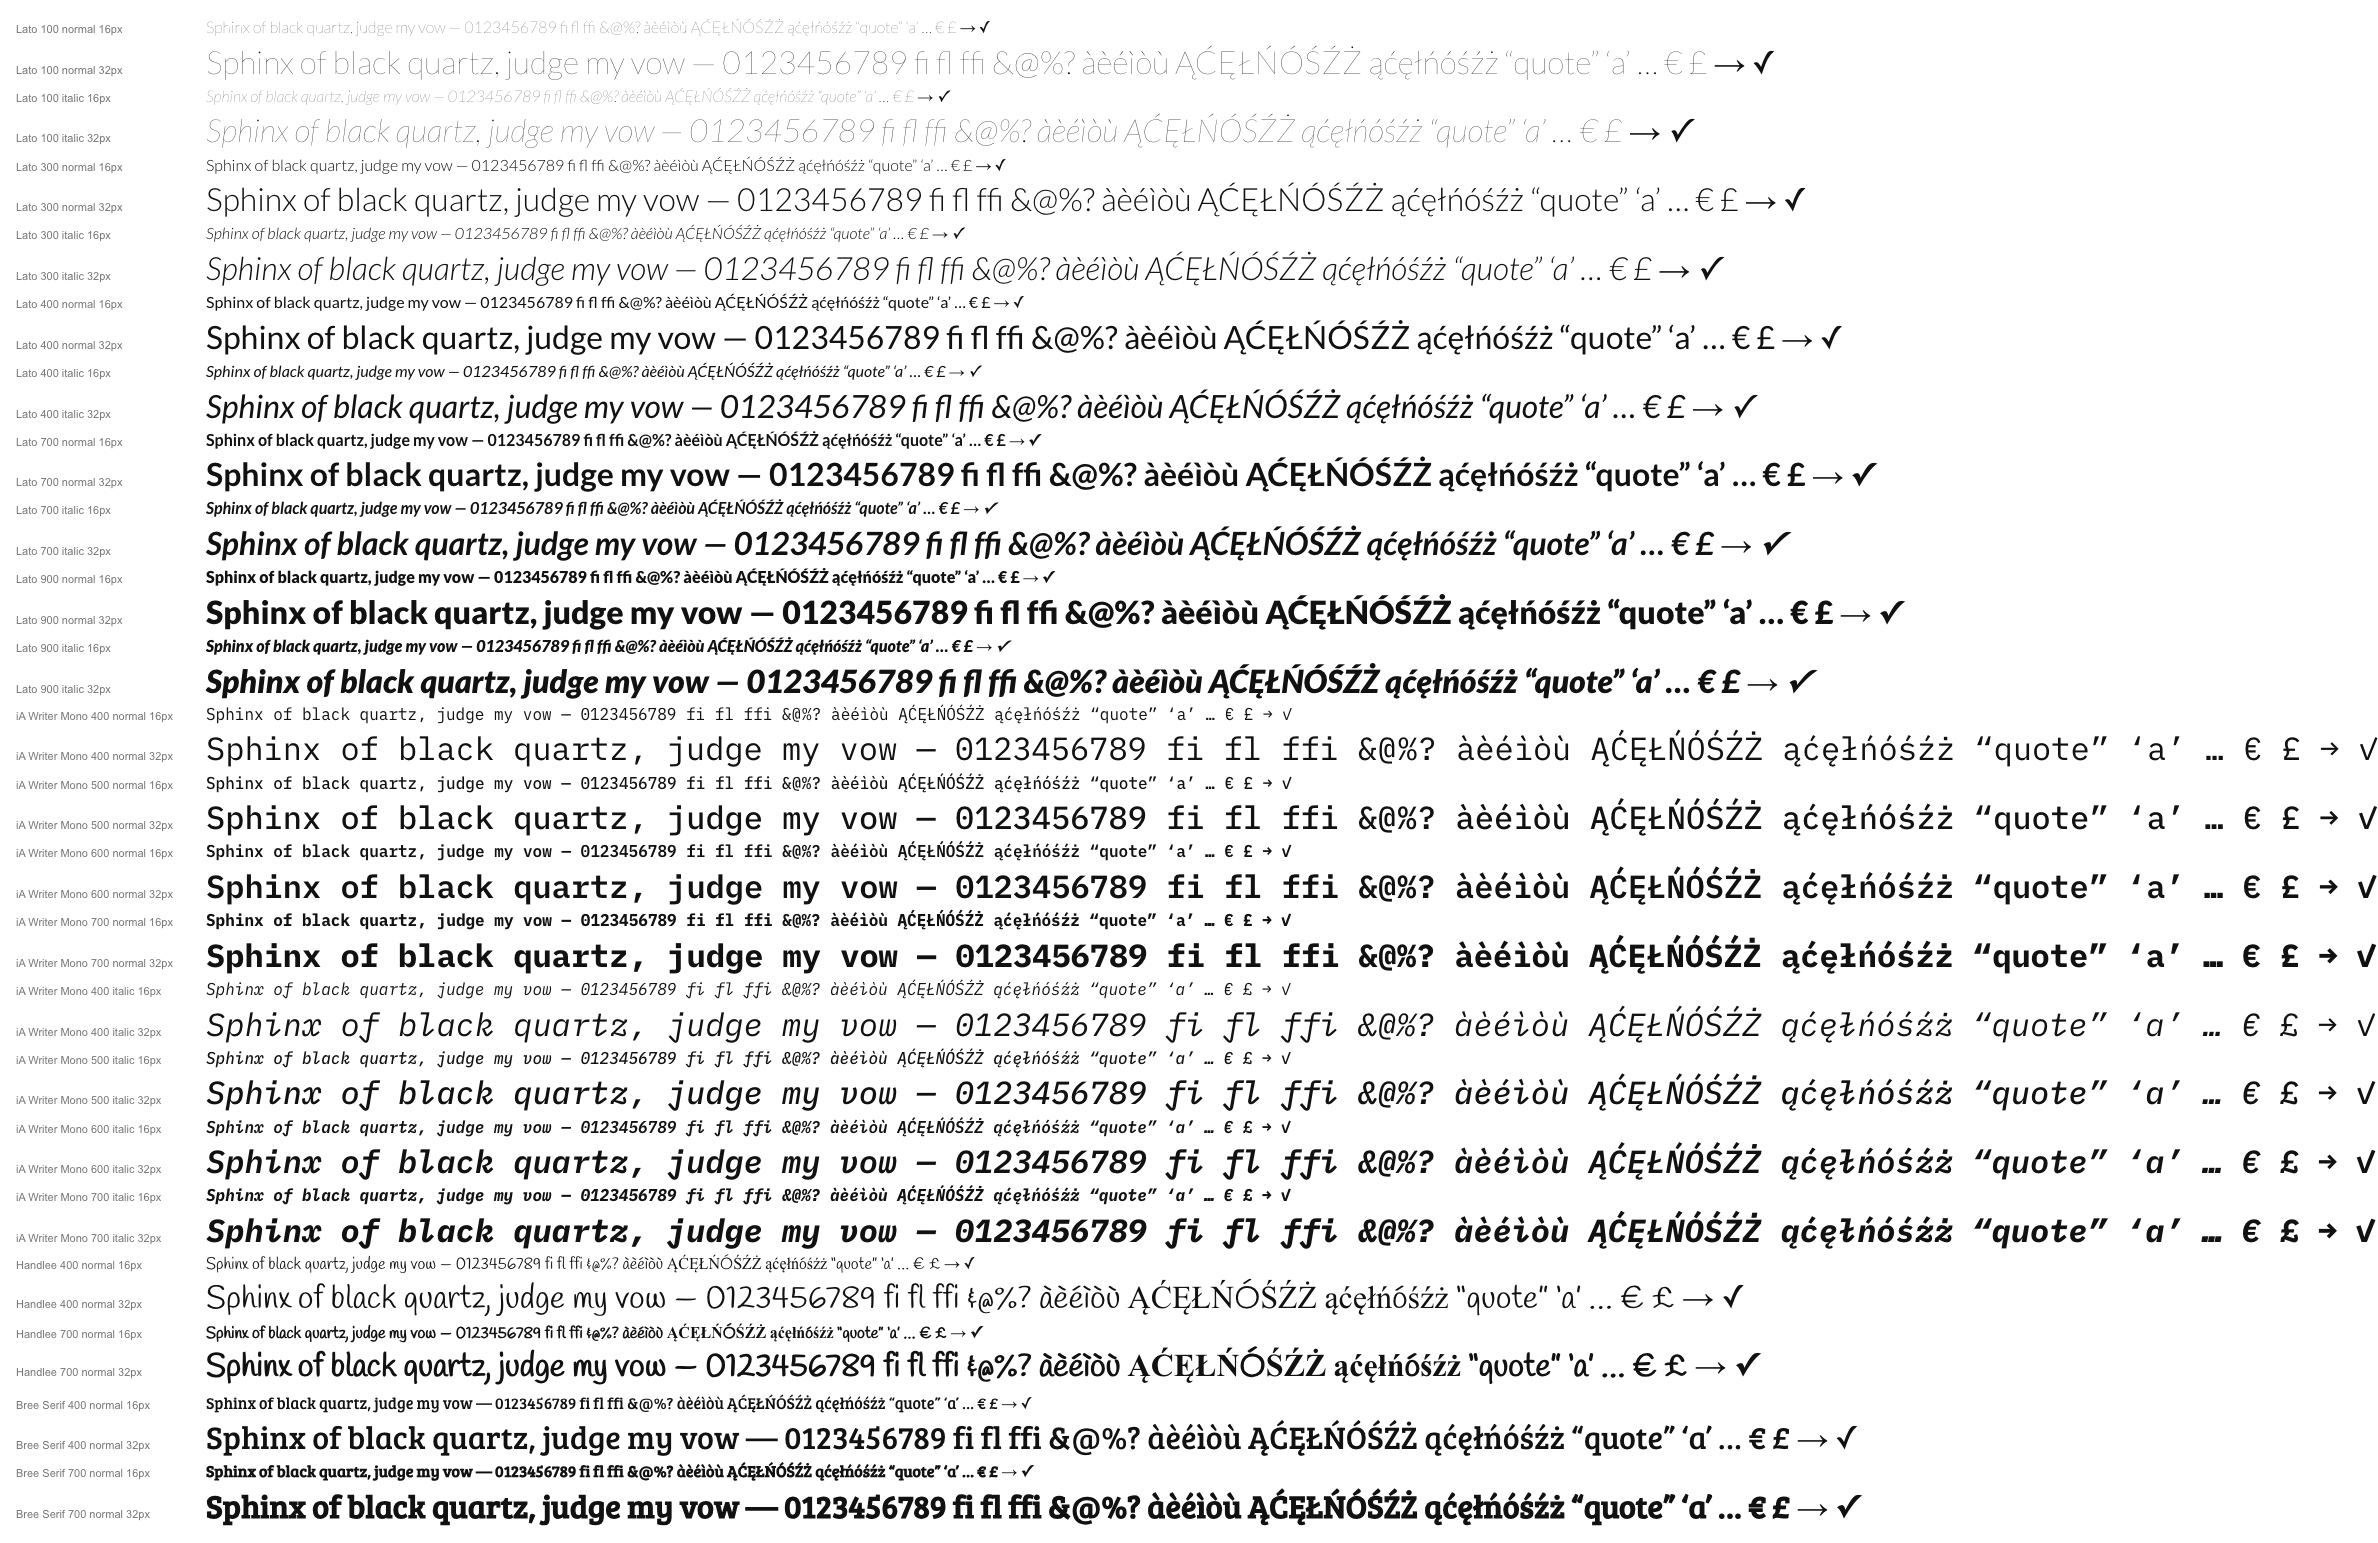 Lato 100 normal 16px Sphinx of black quartz, judge my vow — 0123456789 fi fl ffi &@%? àèéìòù ĄĆĘŁŃÓŚŹŻ ąćęłńóśźż “quote” ‘a’ … € £ → ✓
Lato 100 normal 32px Sphinx of black quartz, judge my vow — 0123456789 fi fl ffi &@%? àèéìòù ĄĆĘŁŃÓŚŹŻ ąćęłńóśźż “quote” ‘a’ … € £ → ✓
Lato 100 italic 16px Sphinx of black quartz, judge my vow — 0123456789 fi fl ffi &@%? àèéìòù ĄĆĘŁŃÓŚŹŻ ąćęłńóśźż “quote” ‘a’ … € £ → ✓
Lato 100 italic 32px Sphinx of black quartz, judge my vow — 0123456789 fi fl ffi &@%? àèéìòù ĄĆĘŁŃÓŚŹŻ ąćęłńóśźż “quote” ‘a’ … € £ → ✓
Lato 300 normal 16px Sphinx of black quartz, judge my vow — 0123456789 fi fl ffi &@%? àèéìòù ĄĆĘŁŃÓŚŹŻ ąćęłńóśźż “quote” ‘a’ … € £ → ✓
Lato 300 normal 32px Sphinx of black quartz, judge my vow — 0123456789 fi fl ffi &@%? àèéìòù ĄĆĘŁŃÓŚŹŻ ąćęłńóśźż “quote” ‘a’ … € £ → ✓
Lato 300 italic 16px Sphinx of black quartz, judge my vow — 0123456789 fi fl ffi &@%? àèéìòù ĄĆĘŁŃÓŚŹŻ ąćęłńóśźż “quote” ‘a’ … € £ → ✓
Lato 300 italic 32px Sphinx of black quartz, judge my vow — 0123456789 fi fl ffi &@%? àèéìòù ĄĆĘŁŃÓŚŹŻ ąćęłńóśźż “quote” ‘a’ … € £ → ✓
Lato 400 normal 16px Sphinx of black quartz, judge my vow — 0123456789 fi fl ffi &@%? àèéìòù ĄĆĘŁŃÓŚŹŻ ąćęłńóśźż “quote” ‘a’ … € £ → ✓
Lato 400 normal 32px Sphinx of black quartz, judge my vow — 0123456789 fi fl ffi &@%? àèéìòù ĄĆĘŁŃÓŚŹŻ ąćęłńóśźż “quote” ‘a’ … € £ → ✓
Lato 400 italic 16px Sphinx of black quartz, judge my vow — 0123456789 fi fl ffi &@%? àèéìòù ĄĆĘŁŃÓŚŹŻ ąćęłńóśźż “quote” ‘a’ … € £ → ✓
Lato 400 italic 32px Sphinx of black quartz, judge my vow — 0123456789 fi fl ffi &@%? àèéìòù ĄĆĘŁŃÓŚŹŻ ąćęłńóśźż “quote” ‘a’ … € £ → ✓
Lato 700 normal 16px Sphinx of black quartz, judge my vow — 0123456789 fi fl ffi &@%? àèéìòù ĄĆĘŁŃÓŚŹŻ ąćęłńóśźż “quote” ‘a’ … € £ → ✓
Lato 700 normal 32px Sphinx of black quartz, judge my vow — 0123456789 fi fl ffi &@%? àèéìòù ĄĆĘŁŃÓŚŹŻ ąćęłńóśźż “quote” ‘a’ … € £ → ✓
Lato 700 italic 16px Sphinx of black quartz, judge my vow — 0123456789 fi fl ffi &@%? àèéìòù ĄĆĘŁŃÓŚŹŻ ąćęłńóśźż “quote” ‘a’ … € £ → ✓
Lato 700 italic 32px Sphinx of black quartz, judge my vow — 0123456789 fi fl ffi &@%? àèéìòù ĄĆĘŁŃÓŚŹŻ ąćęłńóśźż “quote” ‘a’ … € £ → ✓
Lato 900 normal 16px Sphinx of black quartz, judge my vow — 0123456789 fi fl ffi &@%? àèéìòù ĄĆĘŁŃÓŚŹŻ ąćęłńóśźż “quote” ‘a’ … € £ → ✓
Lato 900 normal 32px Sphinx of black quartz, judge my vow — 0123456789 fi fl ffi &@%? àèéìòù ĄĆĘŁŃÓŚŹŻ ąćęłńóśźż “quote” ‘a’ … € £ → ✓
Lato 900 italic 16px Sphinx of black quartz, judge my vow — 0123456789 fi fl ffi &@%? àèéìòù ĄĆĘŁŃÓŚŹŻ ąćęłńóśźż “quote” ‘a’ … € £ → ✓
Lato 900 italic 32px Sphinx of black quartz, judge my vow — 0123456789 fi fl ffi &@%? àèéìòù ĄĆĘŁŃÓŚŹŻ ąćęłńóśźż “quote” ‘a’ … € £ → ✓
iA Writer Mono 400 normal 16px Sphinx of black quartz, judge my vow — 0123456789 fi fl ffi &@%? àèéìòù ĄĆĘŁŃÓŚŹŻ ąćęłńóśźż “quote” ‘a’ … € £ → ✓
iA Writer Mono 400 normal 32px Sphinx of black quartz, judge my vow — 0123456789 fi fl ffi &@%? àèéìòù ĄĆĘŁŃÓŚŹŻ ąćęłńóśźż “quote” ‘a’ … € £ → ✓
iA Writer Mono 500 normal 16px Sphinx of black quartz, judge my vow — 0123456789 fi fl ffi &@%? àèéìòù ĄĆĘŁŃÓŚŹŻ ąćęłńóśźż “quote” ‘a’ … € £ → ✓
iA Writer Mono 500 normal 32px Sphinx of black quartz, judge my vow — 0123456789 fi fl ffi &@%? àèéìòù ĄĆĘŁŃÓŚŹŻ ąćęłńóśźż “quote” ‘a’ … € £ → ✓
iA Writer Mono 600 normal 16px Sphinx of black quartz, judge my vow — 0123456789 fi fl ffi &@%? àèéìòù ĄĆĘŁŃÓŚŹŻ ąćęłńóśźż “quote” ‘a’ … € £ → ✓
iA Writer Mono 600 normal 32px Sphinx of black quartz, judge my vow — 0123456789 fi fl ffi &@%? àèéìòù ĄĆĘŁŃÓŚŹŻ ąćęłńóśźż “quote” ‘a’ … € £ → ✓
iA Writer Mono 700 normal 16px Sphinx of black quartz, judge my vow — 0123456789 fi fl ffi &@%? àèéìòù ĄĆĘŁŃÓŚŹŻ ąćęłńóśźż “quote” ‘a’ … € £ → ✓
iA Writer Mono 700 normal 32px Sphinx of black quartz, judge my vow — 0123456789 fi fl ffi &@%? àèéìòù ĄĆĘŁŃÓŚŹŻ ąćęłńóśźż “quote” ‘a’ … € £ → ✓
iA Writer Mono 400 italic 16px Sphinx of black quartz, judge my vow — 0123456789 fi fl ffi &@%? àèéìòù ĄĆĘŁŃÓŚŹŻ ąćęłńóśźż “quote” ‘a’ … € £ → ✓
iA Writer Mono 400 italic 32px Sphinx of black quartz, judge my vow — 0123456789 fi fl ffi &@%? àèéìòù ĄĆĘŁŃÓŚŹŻ ąćęłńóśźż “quote” ‘a’ … € £ → ✓
iA Writer Mono 500 italic 16px Sphinx of black quartz, judge my vow — 0123456789 fi fl ffi &@%? àèéìòù ĄĆĘŁŃÓŚŹŻ ąćęłńóśźż “quote” ‘a’ … € £ → ✓
iA Writer Mono 500 italic 32px Sphinx of black quartz, judge my vow — 0123456789 fi fl ffi &@%? àèéìòù ĄĆĘŁŃÓŚŹŻ ąćęłńóśźż “quote” ‘a’ … € £ → ✓
iA Writer Mono 600 italic 16px Sphinx of black quartz, judge my vow — 0123456789 fi fl ffi &@%? àèéìòù ĄĆĘŁŃÓŚŹŻ ąćęłńóśźż “quote” ‘a’ … € £ → ✓
iA Writer Mono 600 italic 32px Sphinx of black quartz, judge my vow — 0123456789 fi fl ffi &@%? àèéìòù ĄĆĘŁŃÓŚŹŻ ąćęłńóśźż “quote” ‘a’ … € £ → ✓
iA Writer Mono 700 italic 16px Sphinx of black quartz, judge my vow — 0123456789 fi fl ffi &@%? àèéìòù ĄĆĘŁŃÓŚŹŻ ąćęłńóśźż “quote” ‘a’ … € £ → ✓
iA Writer Mono 700 italic 32px Sphinx of black quartz, judge my vow — 0123456789 fi fl ffi &@%? àèéìòù ĄĆĘŁŃÓŚŹŻ ąćęłńóśźż “quote” ‘a’ … € £ → ✓
Handlee 400 normal 16px Sphinx of black quartz, judge my vow — 0123456789 fi fl ffi &@%? àèéìòù ĄĆĘŁŃÓŚŹŻ ąćęłńóśźż “quote” ‘a’ … € £ → ✓
Handlee 400 normal 32px Sphinx of black quartz, judge my vow — 0123456789 fi fl ffi &@%? àèéìòù ĄĆĘŁŃÓŚŹŻ ąćęłńóśźż “quote” ‘a’ … € £ → ✓
Handlee 700 normal 16px Sphinx of black quartz, judge my vow — 0123456789 fi fl ffi &@%? àèéìòù ĄĆĘŁŃÓŚŹŻ ąćęłńóśźż “quote” ‘a’ … € £ → ✓
Handlee 700 normal 32px Sphinx of black quartz, judge my vow — 0123456789 fi fl ffi &@%? àèéìòù ĄĆĘŁŃÓŚŹŻ ąćęłńóśźż “quote” ‘a’ … € £ → ✓
Bree Serif 400 normal 16px Sphinx of black quartz, judge my vow — 0123456789 fi fl ffi &@%? àèéìòù ĄĆĘŁŃÓŚŹŻ ąćęłńóśźż “quote” ‘a’ … € £ → ✓
Bree Serif 400 normal 32px Sphinx of black quartz, judge my vow — 0123456789 fi fl ffi &@%? àèéìòù ĄĆĘŁŃÓŚŹŻ ąćęłńóśźż “quote” ‘a’ … € £ → ✓
Bree Serif 700 normal 16px Sphinx of black quartz, judge my vow — 0123456789 fi fl ffi &@%? àèéìòù ĄĆĘŁŃÓŚŹŻ ąćęłńóśźż “quote” ‘a’ … € £ → ✓
Bree Serif 700 normal 32px Sphinx of black quartz, judge my vow — 0123456789 fi fl ffi &@%? àèéìòù ĄĆĘŁŃÓŚŹŻ ąćęłńóśźż “quote” ‘a’ … € £ → ✓